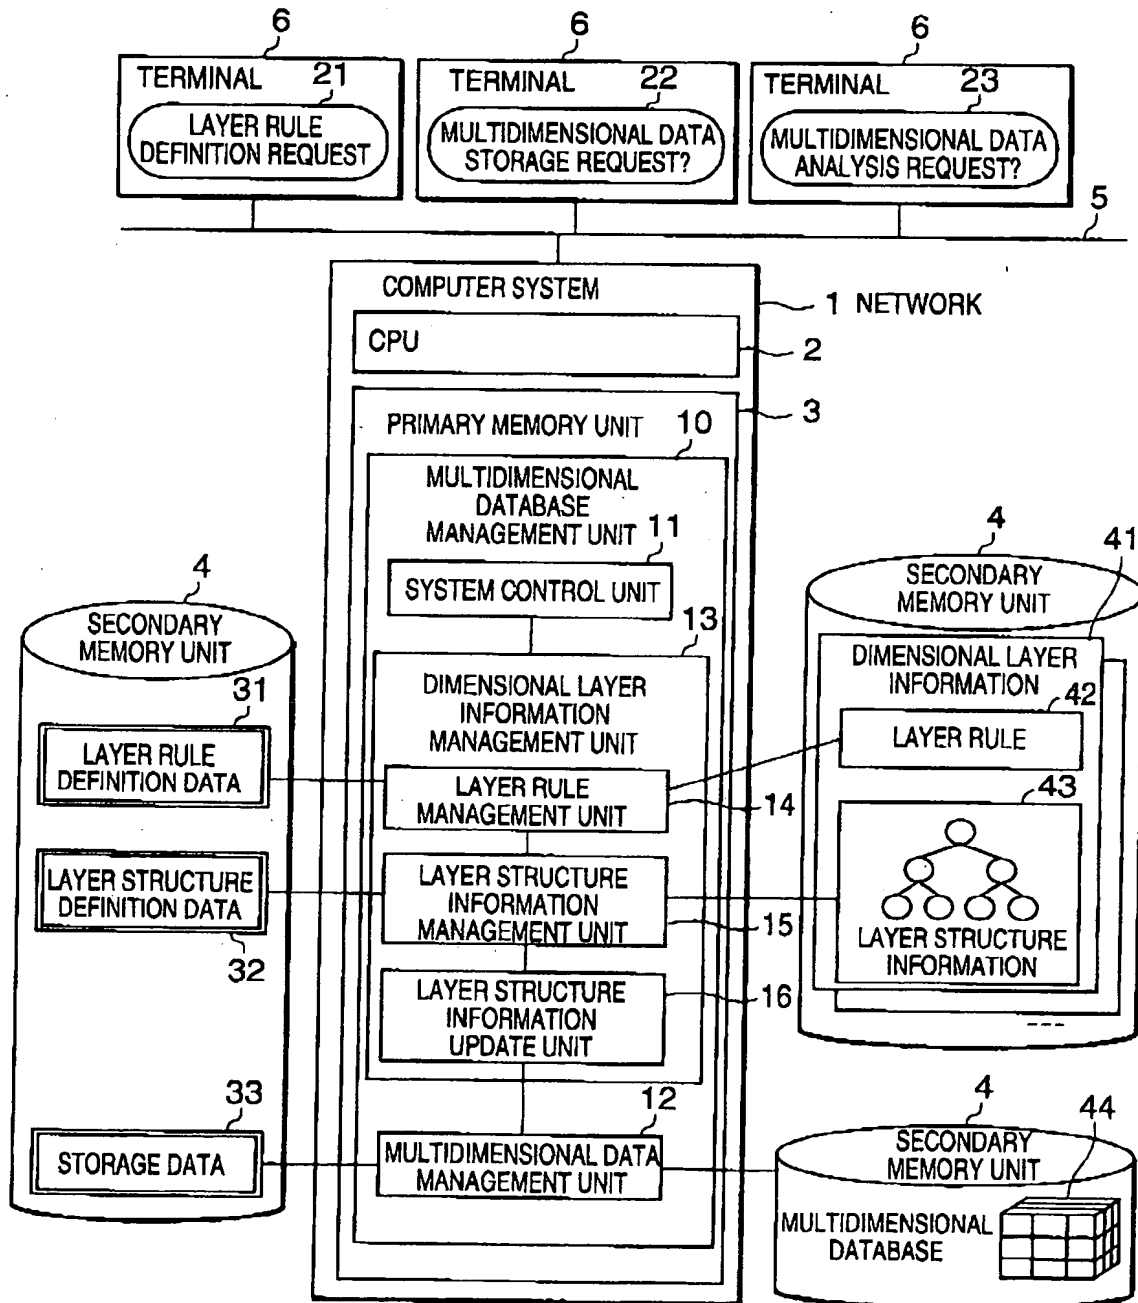 6
6
6
TERMINAL
21
LAYER RULE
DEFINITION REQUEST
TERMINAL
22
MULTIDIMENSIONAL DATA
STORAGE REQUEST?
TERMINAL
23
MULTIDIMENSIONAL DATA
ANALYSIS REQUEST?
5
COMPUTER SYSTEM
1 NETWORK
CPU
2
3
PRIMARY MEMORY UNIT
10
MULTIDIMENSIONAL
DATABASE
MANAGEMENT UNIT
11
SYSTEM CONTROL UNIT
13
DIMENSIONAL LAYER
INFORMATION
MANAGEMENT UNIT
LAYER RULE
MANAGEMENT UNIT
14
LAYER STRUCTURE
INFORMATION
MANAGEMENT UNIT
15
LAYER STRUCTURE
INFORMATION
UPDATE UNIT
16
12
MULTIDIMENSIONAL DATA
MANAGEMENT UNIT
4
SECONDARY
MEMORY UNIT
31
LAYER RULE
DEFINITION DATA
LAYER STRUCTURE
DEFINITION DATA
32
33
STORAGE DATA
4
41
SECONDARY
MEMORY UNIT
DIMENSIONAL LAYER
INFORMATION
42
LAYER RULE
43
LAYER STRUCTURE
INFORMATION
---
4
44
SECONDARY
MEMORY UNIT
MULTIDIMENSIONAL
DATABASE